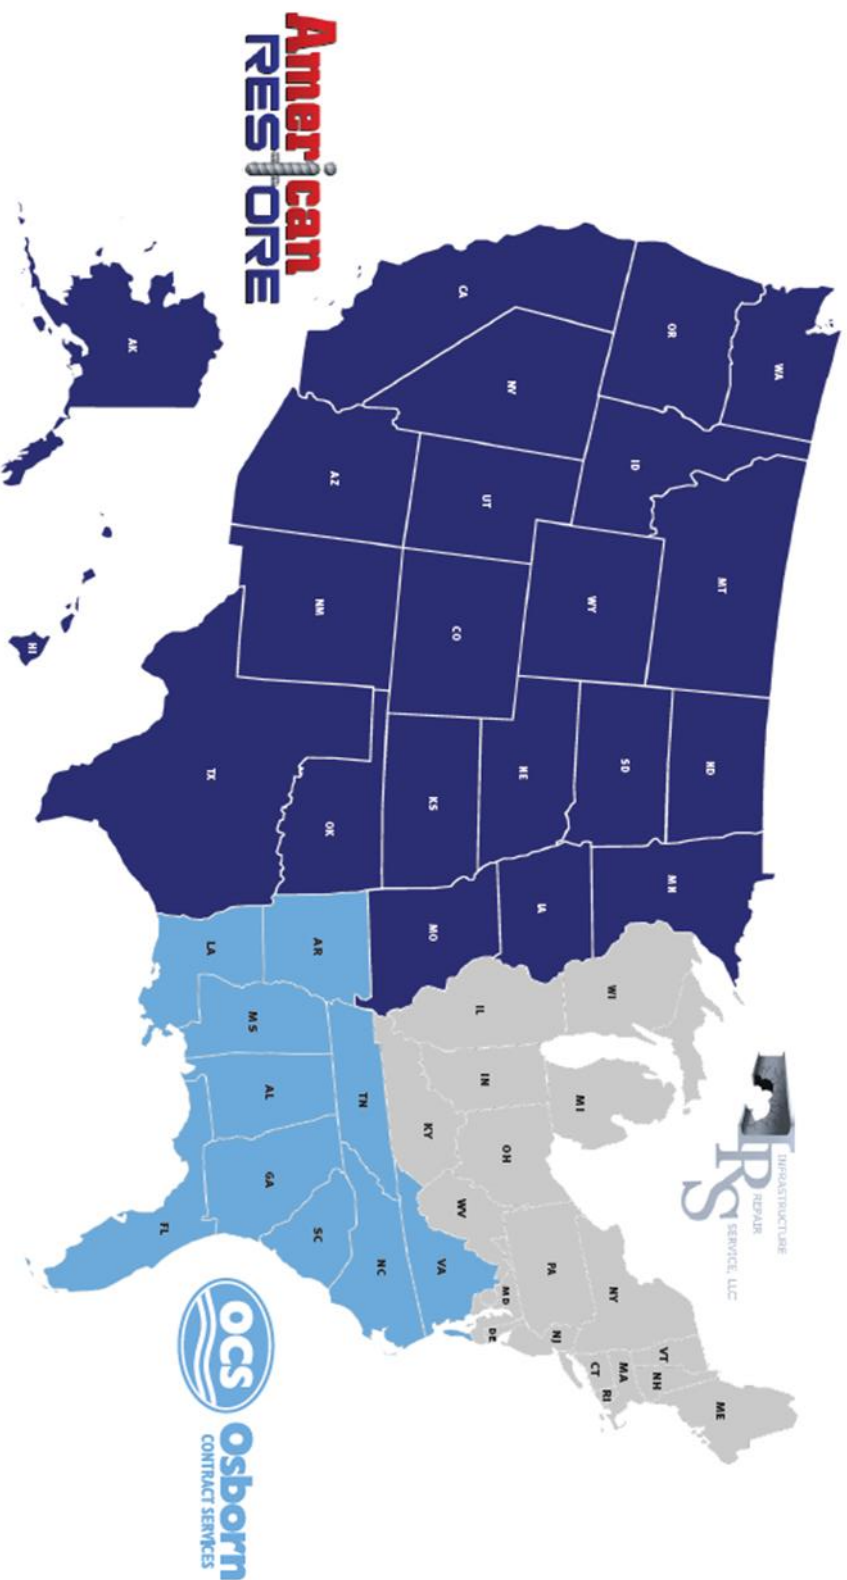 American
RESTORE
INFRASTRUCTURE
REPAIR
IRS
SERVICE, LLC
WA
OR
CA
NV
ID
MT
WY
UT
AZ
CO
NM
ND
SD
NE
KS
OK
TX
MN
IA
MO
AK
HI
WI
IL
IN
MI
OH
KY
WV
PA
NY
VT
NH
ME
MA
RI
CT
NJ
MD
DE
AR
LA
MS
AL
TN
GA
FL
SC
NC
VA
OCS
Osborn
CONTRACT SERVICES